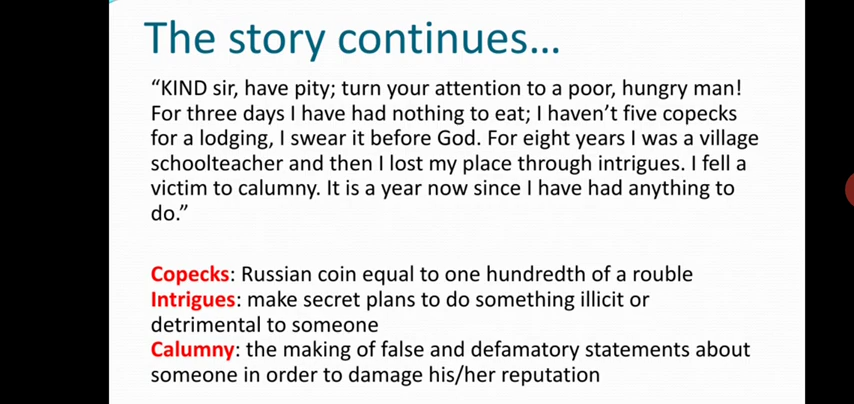 The story continues...
“KIND sir, have pity; turn your attention to a poor, hungry man!
For three days I have had nothing to eat; I haven’t five copecks
for a lodging, I swear it before God. For eight years I was a village
schoolteacher and then I lost my place through intrigues. I fell a
victim to calumny. It is a year now since I have had anything to
do.”
Copecks: Russian coin equal to one hundredth of a rouble
Intrigues: make secret plans to do something illicit or
detrimental to someone
Calumny: the making of false and defamatory statements about
someone in order to damage his/her reputation